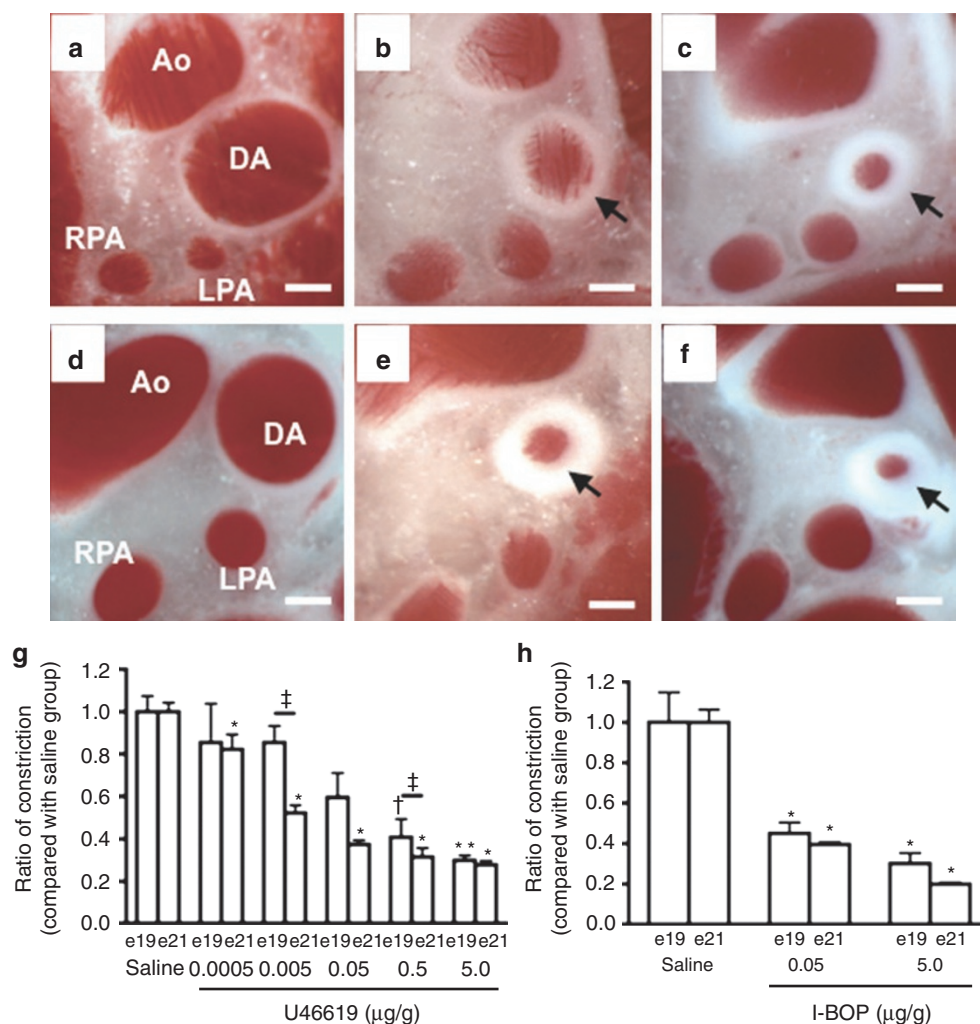 a
b
c
Ao
DA
RPA
LPA
d
e
f
Ao
DA
RPA
LPA
g
Ratio of constriction
(compared with saline group)
1.2
1.0
0.8
0.6
0.4
0.2
0.0
* ‡ * * † ‡ * ** *
e19 e21 e19 e21 e19 e21 e19 e21 e19 e21 e19 e21
Saline 0.0005 0.005 0.05 0.5 5.0
U46619 (µg/g)
h
Ratio of constriction
(compared with saline group)
1.2
1.0
0.8
0.6
0.4
0.2
0.0
* * * *
e19 e21 e19 e21 e19 e21
Saline 0.05 5.0
I-BOP (µg/g)